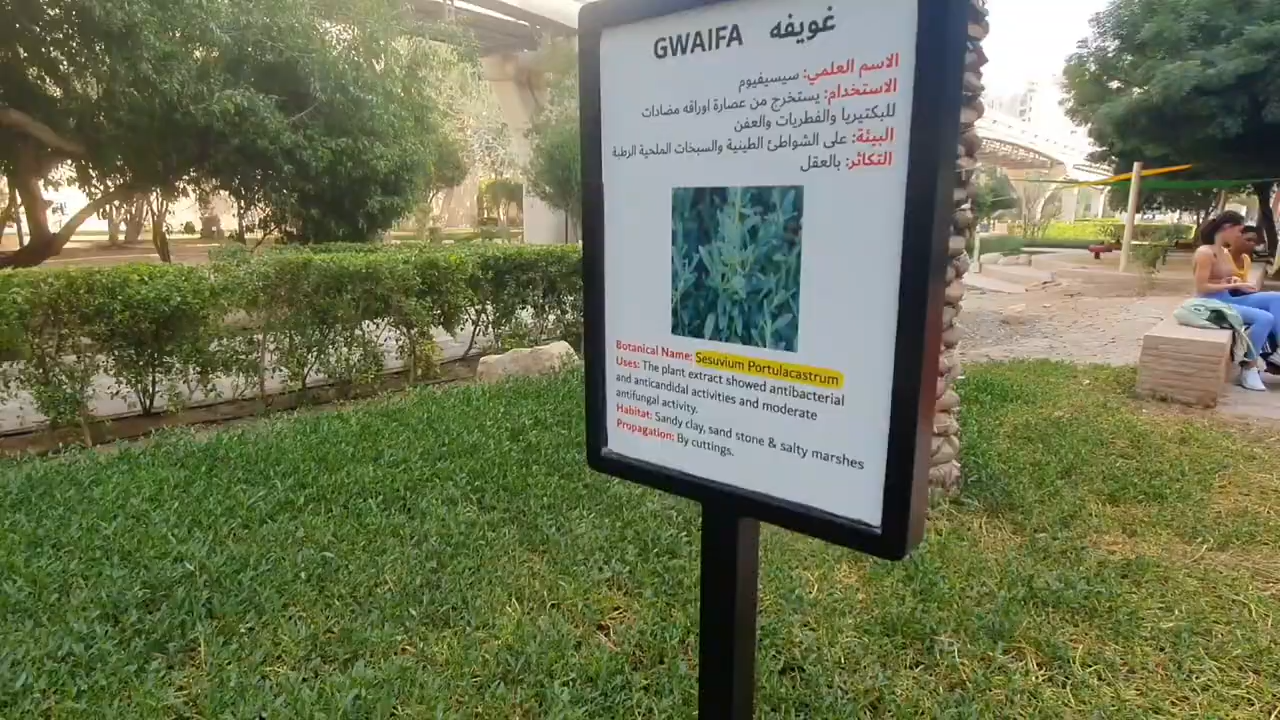 GWAIFA غويفه
الاسم العلمي: سيسيفيوم
الاستخدام: يستخرج من عصارة اوراقه مضادات
للبكتيريا والفطريات والعفن
البيئة: على الشواطئ الطينية والسبخات الملحية الرطبة
التكاثر: بالعقل
Botanical Name: Sesuvium Portulacastrum
Uses: The plant extract showed antibacterial
and anticandidal activities and moderate
antifungal activity.
Habitat: Sandy clay, sand stone & salty marshes
Propagation: By cuttings.